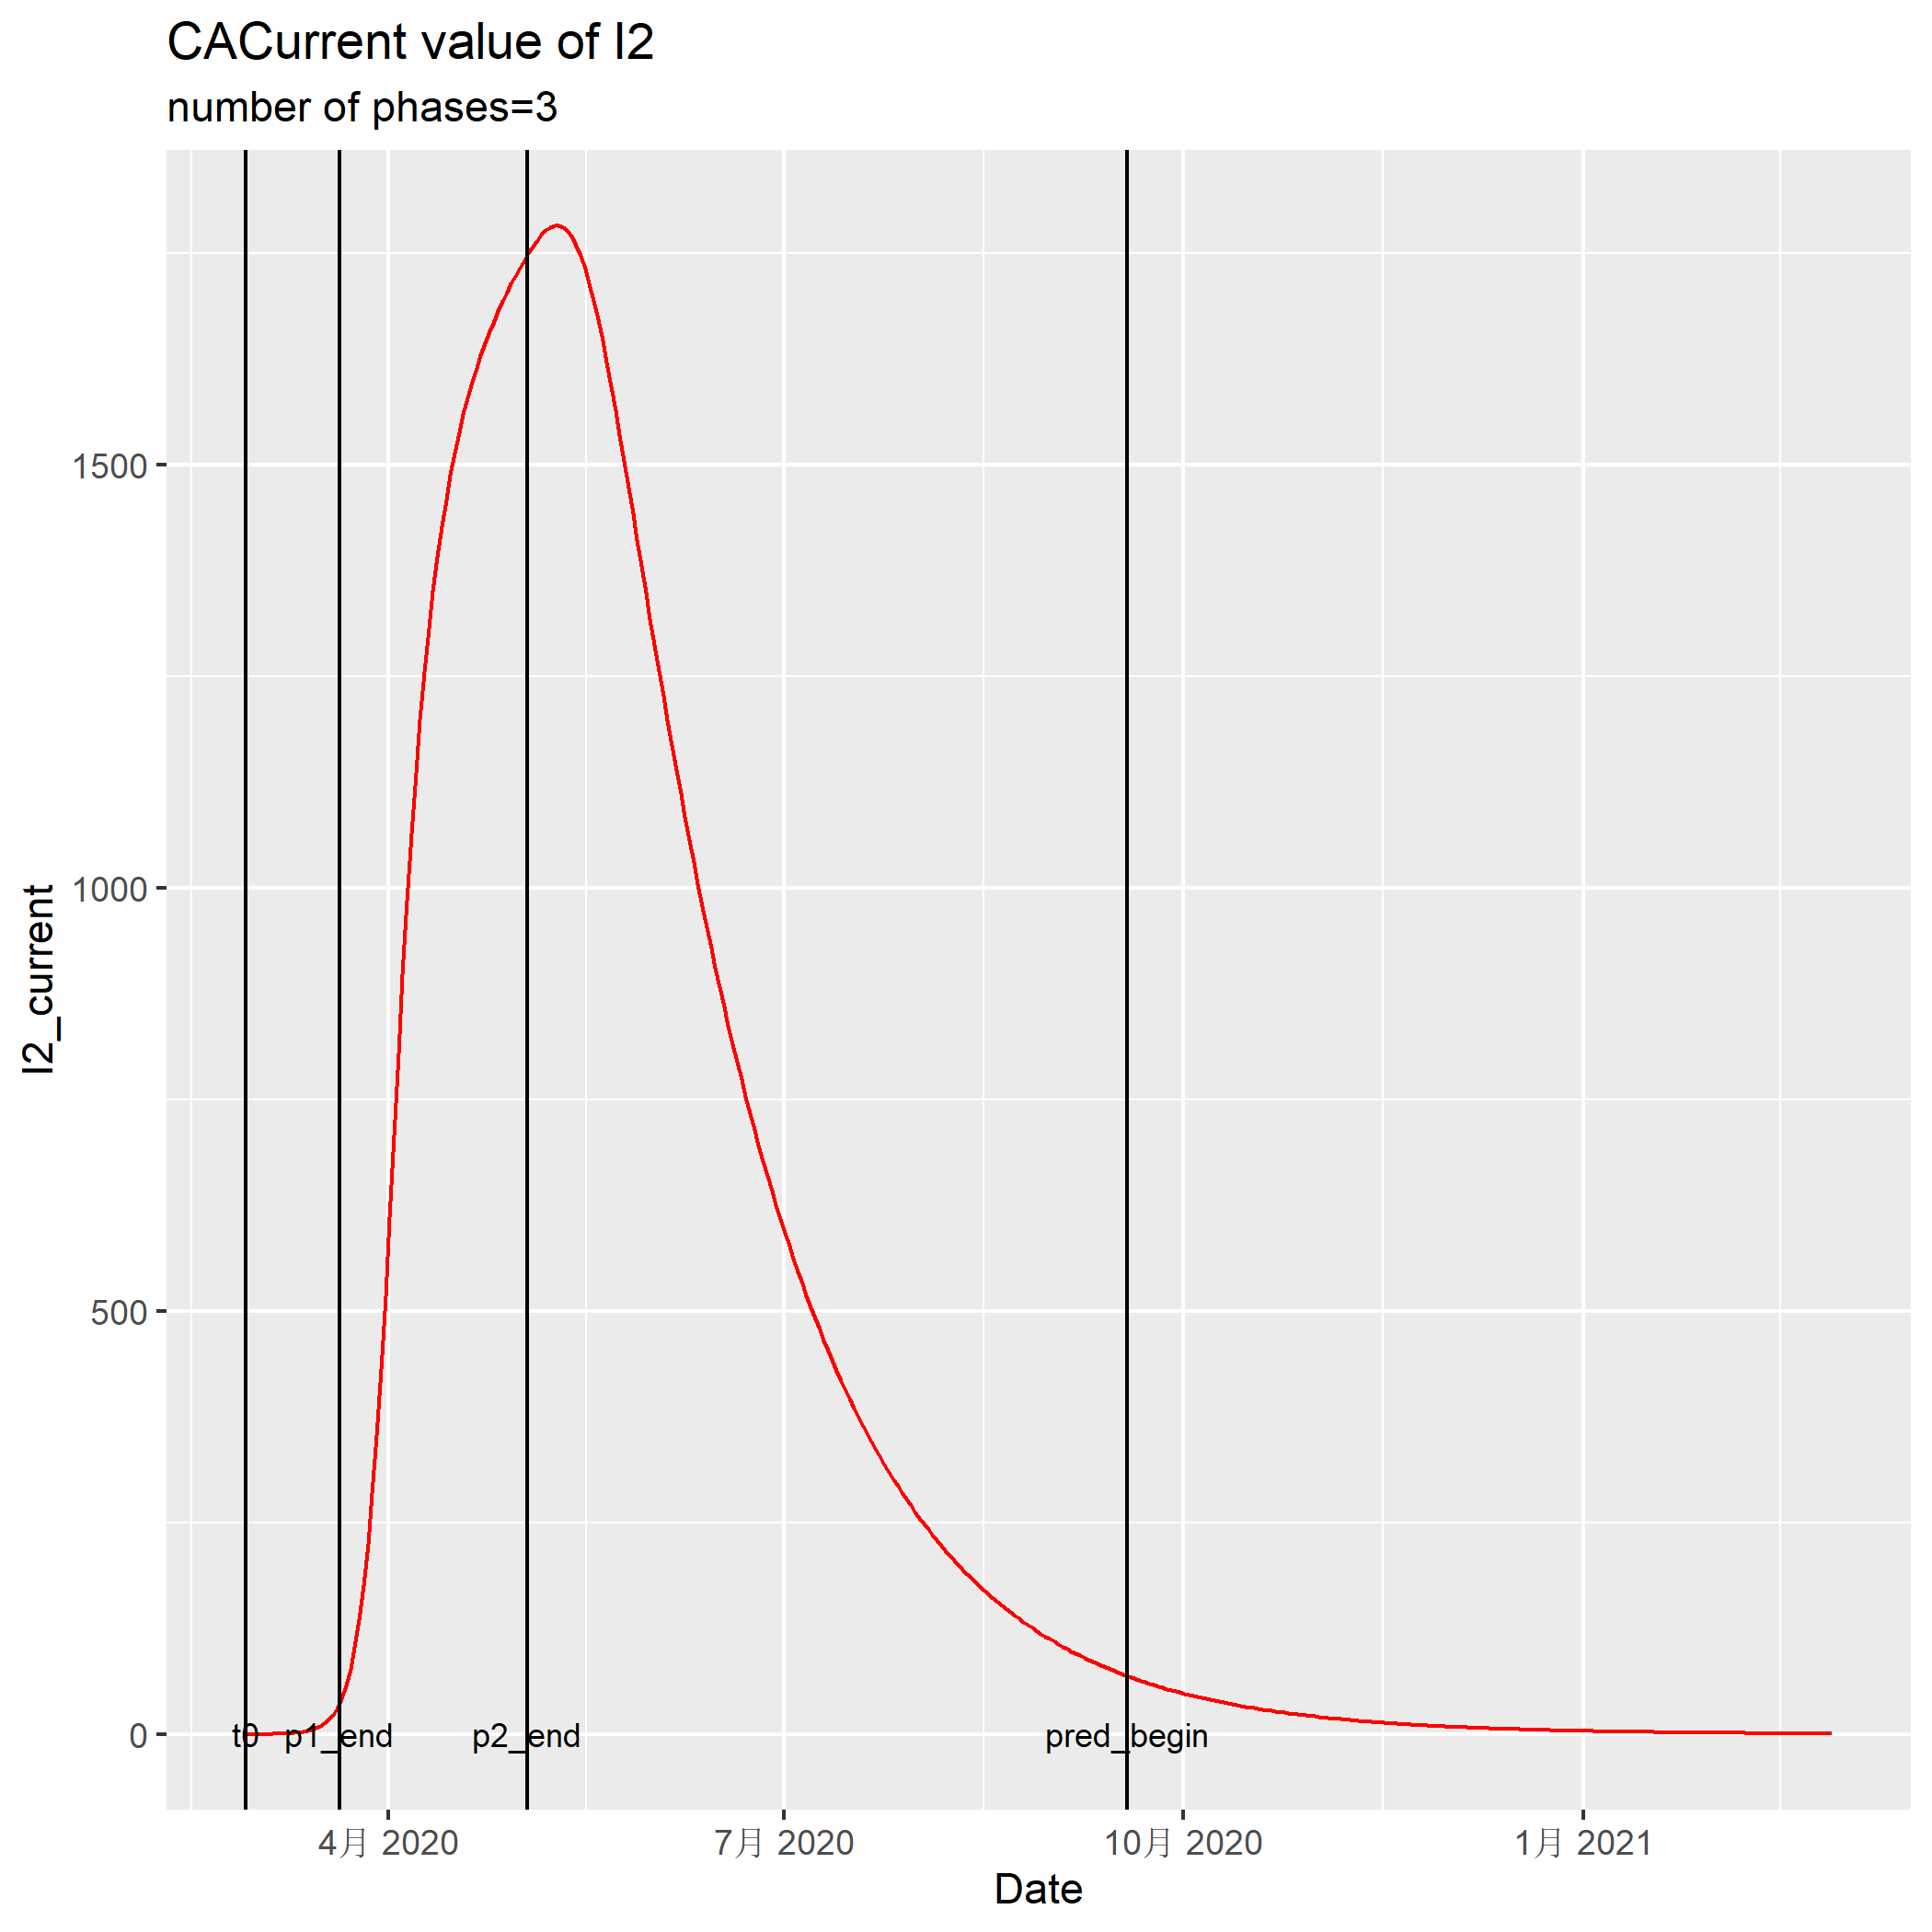 CACurrent value of I2
number of phases=3
I2_current
1500
1000
500
0
t0
p1_end
p2_end
pred_begin
4月 2020
7月 2020
10月 2020
1月 2021
Date